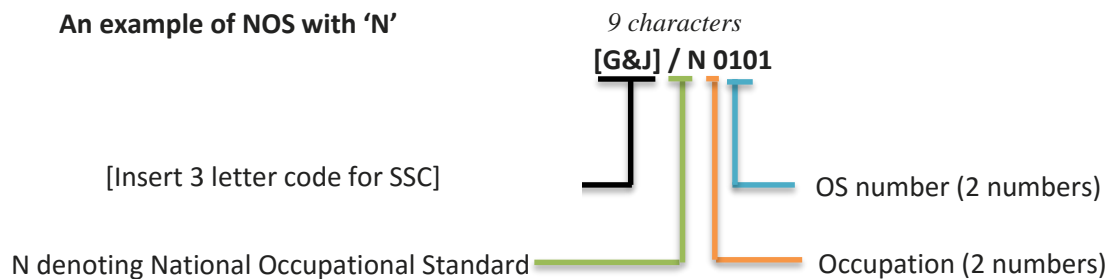 An example of NOS with ‘N’
9 characters
[G&J] / N 0101
[Insert 3 letter code for SSC]
OS number (2 numbers)
N denoting National Occupational Standard
Occupation (2 numbers)